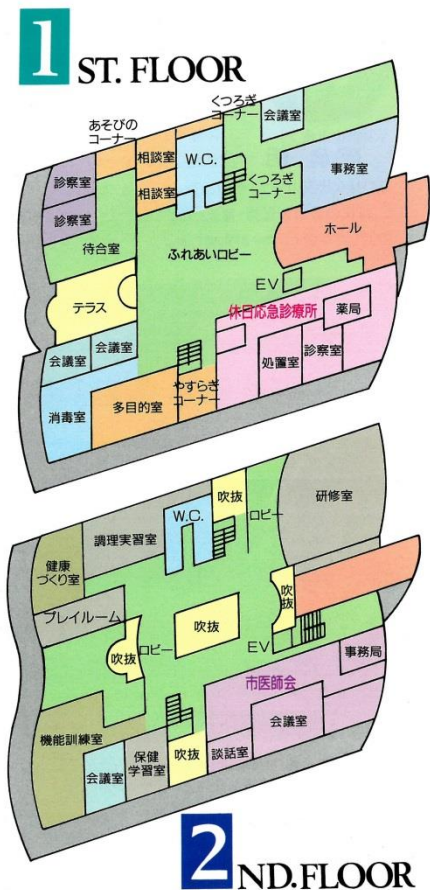 1 ST. FLOOR
くつろぎ
コーナー
会議室
あそびの
コーナー
相談室
W.C.
診察室
相談室
くつろぎ
コーナー
事務室
診察室
ホール
待合室
ふれあいロビー
EV
テラス
休日応急診療所
薬局
会議室
会議室
処置室
診察室
消毒室
多目的室
やすらぎ
コーナー
吹抜
研修室
W.C.
ロビー
調理実習室
健康
づくり室
吹抜
プレイルーム
吹抜
ロビー
吹抜
EV
事務局
市医師会
会議室
機能訓練室
保健
学習室
吹抜
談話室
会議室
2 ND.FLOOR